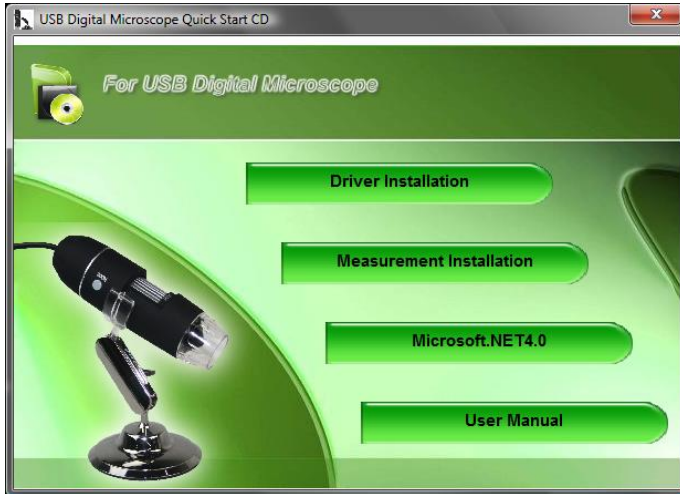 USB Digital Microscope Quick Start CD
For USB Digital Microscope
Driver Installation
Measurement Installation
Microsoft.NET4.0
User Manual